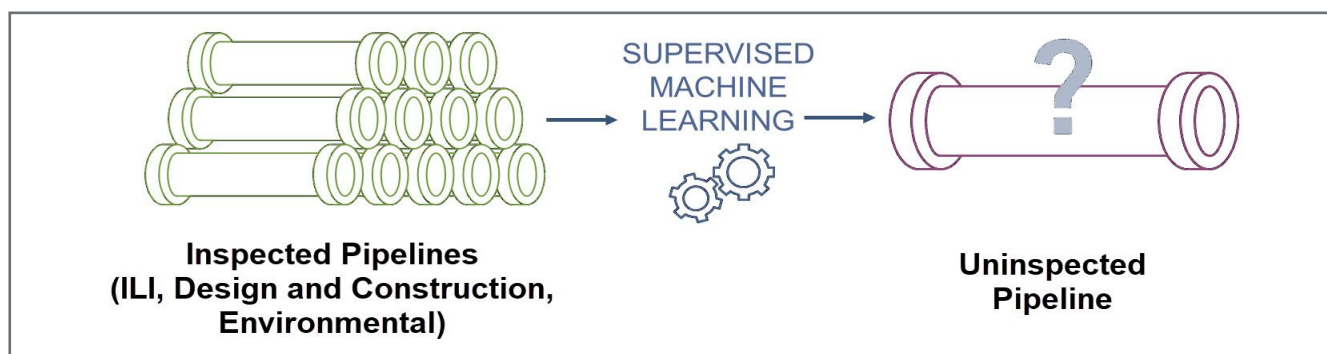 SUPERVISED
MACHINE
LEARNING
?
Inspected Pipelines
(ILI, Design and Construction,
Environmental)
Uninspected
Pipeline